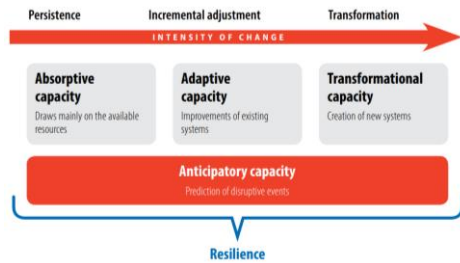 Persistence Incremental adjustment Transformation
INTENSITY OF CHANGE
Absorptive capacity
Draws mainly on the available resources
Adaptive capacity
Improvements of existing systems
Transformational capacity
Creation of new systems
Anticipatory capacity
Prediction of disruptive events
Resilience